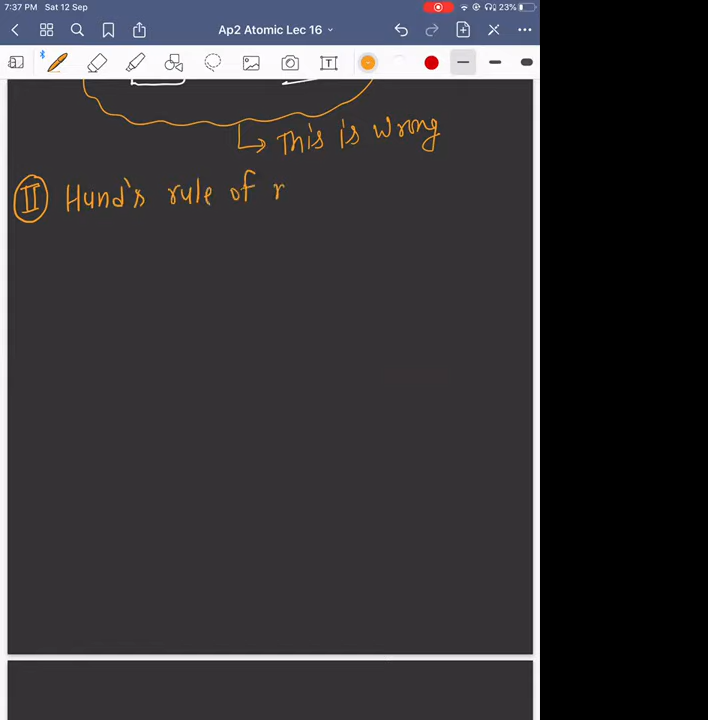 7:37 PM Sat 12 Sep 23%
Ap2 Atomic Lec 16
T
This is wrong
II Hund's rule of r